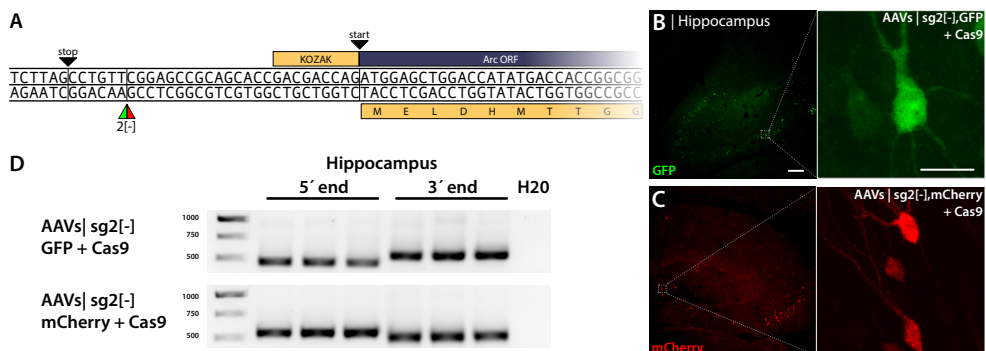 A
stop
start
KOZAK
Arc ORF
TCTTAGCCTGTTCGGAGCCGCAGCACCGACGACCAGATGGAGCTGGACCATATGACCACCGGCGG
AGAATCGGACAAGCCTCGGCGTCGTGGCTGCTGGTCTACCTCGACCTGGTATACTGGTGGCCGCC
M E L D H M T T G G
2[-]
B | Hippocampus
AAVs | sg2[-],GFP
+ Cas9
GFP
C
AAVs | sg2[-],mCherry
+ Cas9
mCherry
D
Hippocampus
5´ end
3´ end
H20
AAVs| sg2[-]
GFP + Cas9
1000
750
500
AAVs| sg2[-]
mCherry + Cas9
1000
750
500